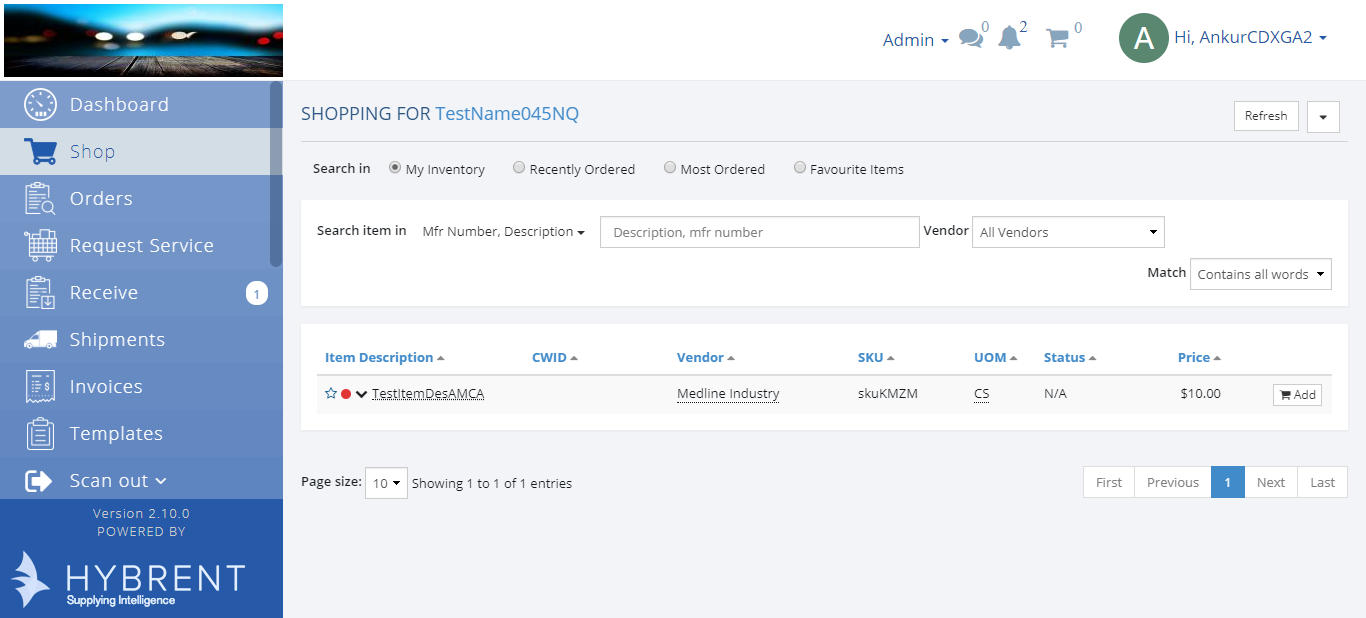 Admin 0 2 0 A Hi, AnkurCDXGA2
Dashboard
Shop
Orders
Request Service
Receive 1
Shipments
Invoices
Templates
Scan out
Version 2.10.0
POWERED BY
HYBRENT
Supplying Intelligence
SHOPPING FOR TestName045NQ Refresh
Search in My Inventory Recently Ordered Most Ordered Favourite Items
Search item in Mfr Number, Description Description, mfr number Vendor All Vendors
Match Contains all words
Item Description CWID Vendor SKU UOM Status Price
TestItemDesAMCA Medline Industry skuKMZM CS N/A $10.00 Add
Page size: 10 Showing 1 to 1 of 1 entries First Previous 1 Next Last